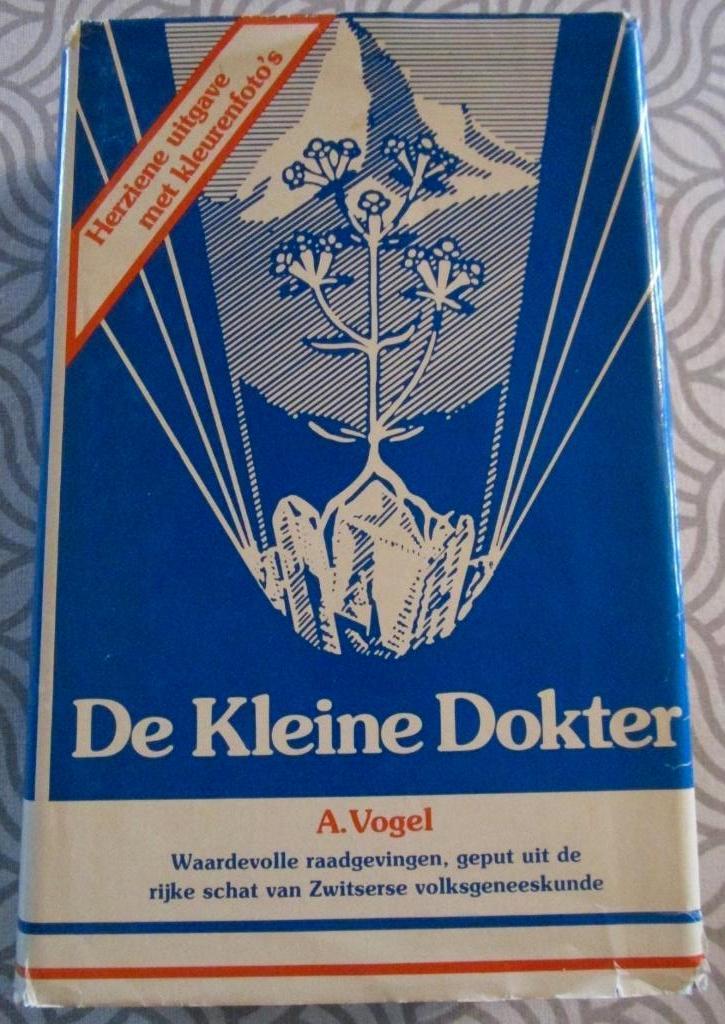 Herziene uitgave
met kleurenfoto's
De Kleine Dokter
A. Vogel
Waardevolle raadgevingen, geput uit de
rijke schat van Zwitserse volksgeneeskunde